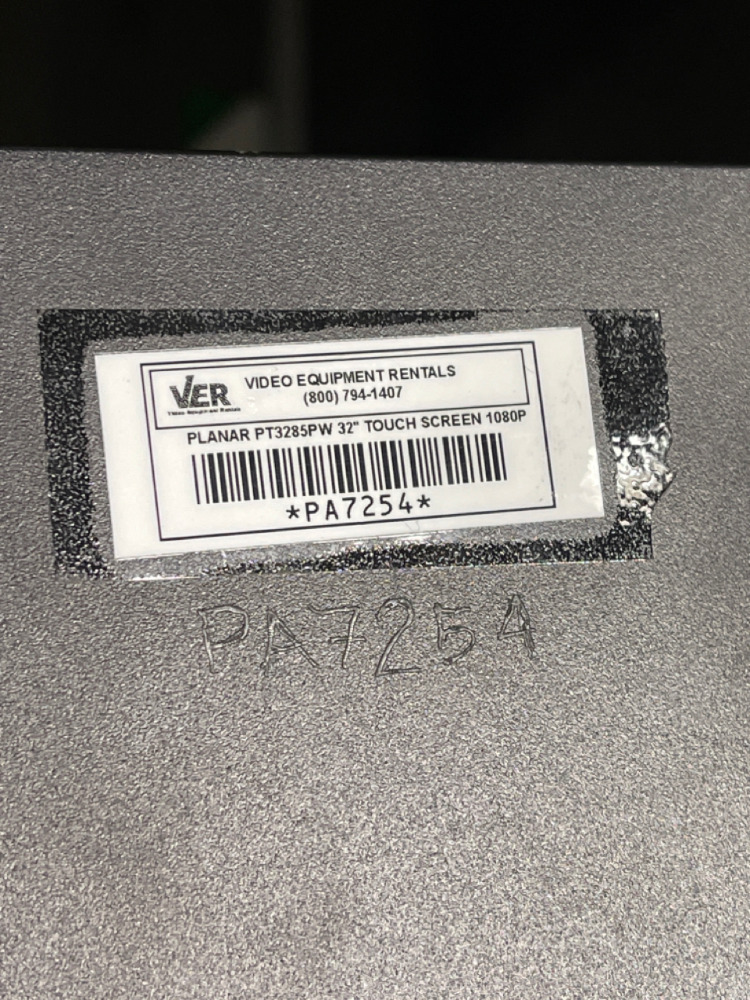 VER
Video Equipment Rentals
VIDEO EQUIPMENT RENTALS
(800) 794-1407
PLANAR PT3285PW 32" TOUCH SCREEN 1080P
*PA7254*
PA7254